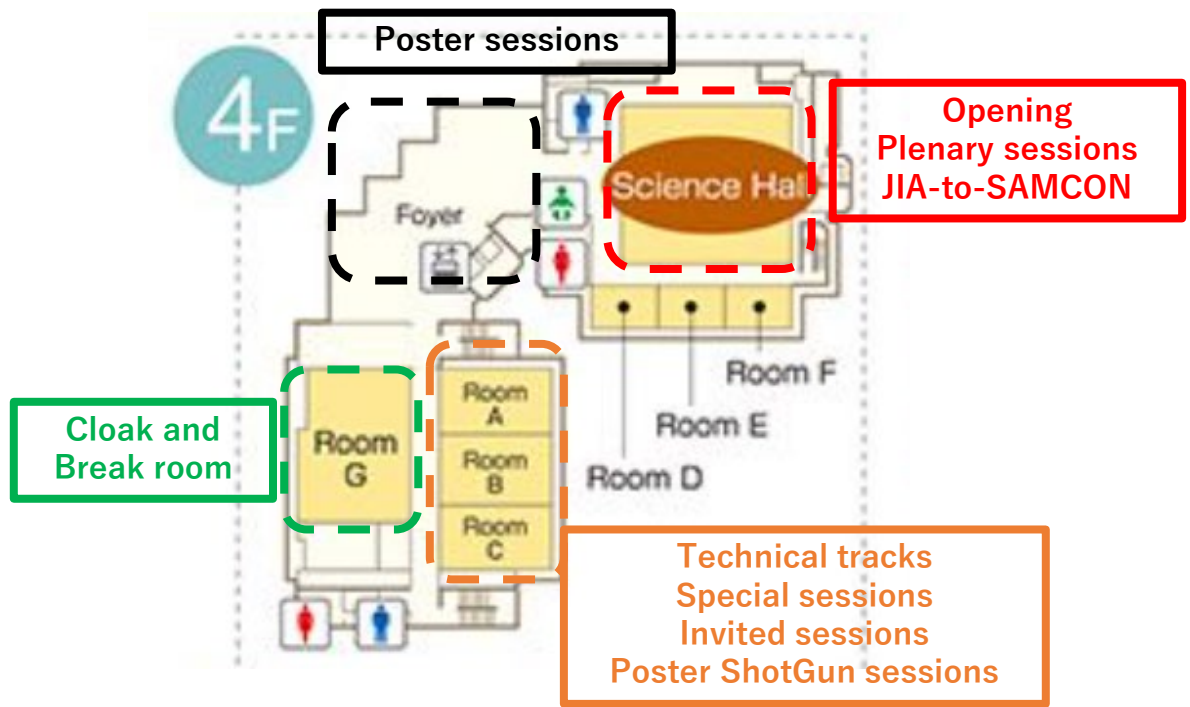 Poster sessions
4F
Opening
Plenary sessions
JIA-to-SAMCON
Science Hall
Foyer
Room F
Room E
Room D
Room
A
Room
B
Room
C
Room
G
Cloak and
Break room
Technical tracks
Special sessions
Invited sessions
Poster ShotGun sessions